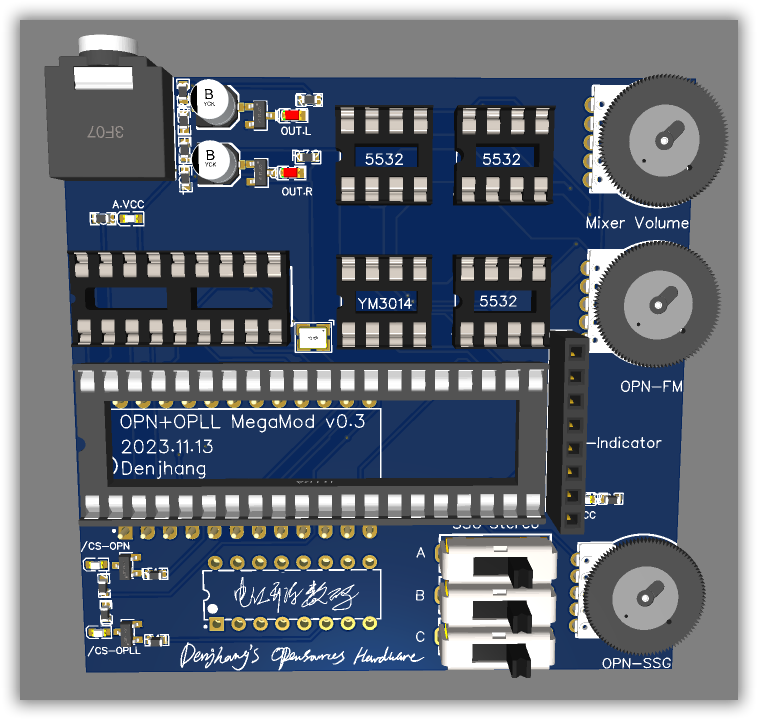 3F07
B
YCK
OUT-L
B
YCK
OUT-R
A.VCC
5532
5532
Mixer Volume
YM3014
5532
OPN-FM
OPN+OPLL MegaMod v0.3
2023.11.13
Denjhang
-Indicator
CC
SSG Stereo
/CS-OPN
A
B
C
/CS-OPLL
Denjhang's Opensources Hardware
OPN-SSG